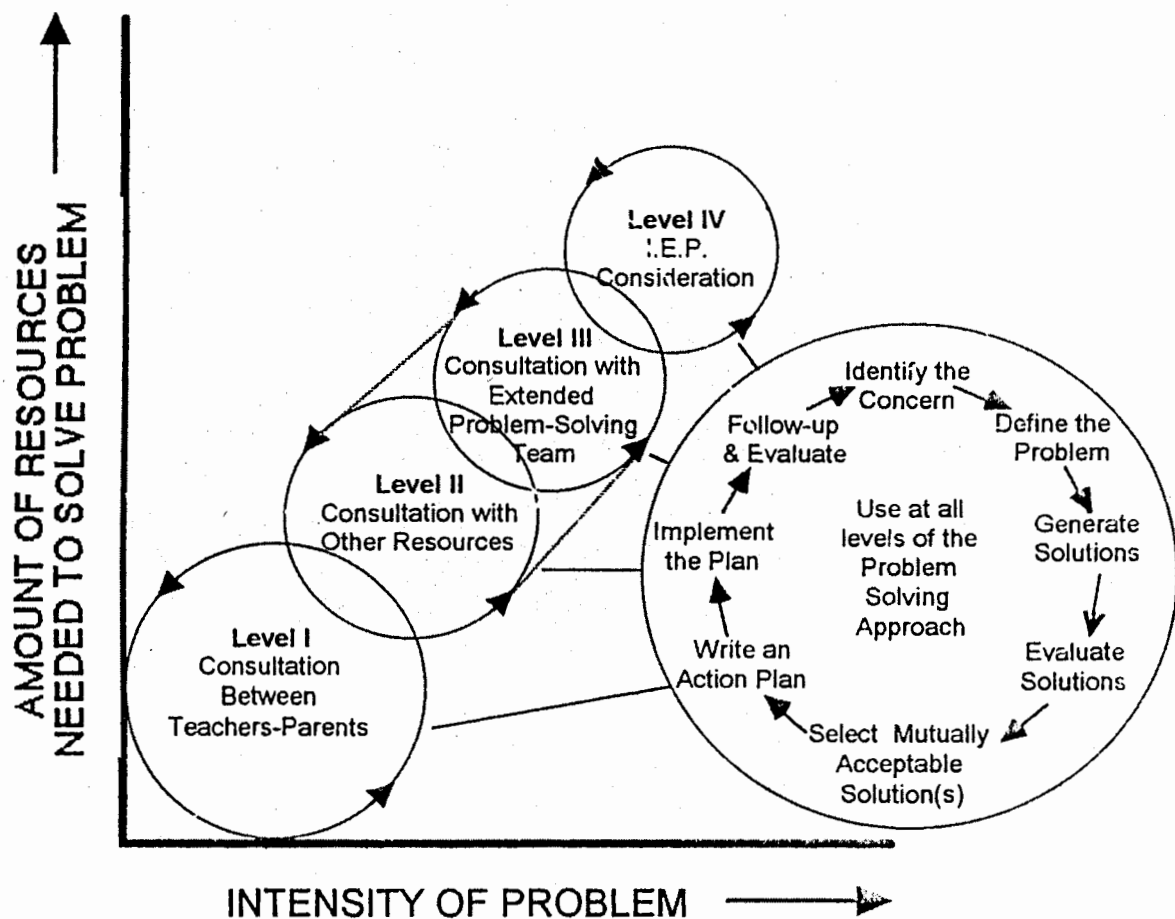 AMOUNT OF RESOURCES
NEEDED TO SOLVE PROBLEM
Level IV
I.E.P.
Consideration
Level III
Consultation with
Extended
Problem-Solving
Team
Level II
Consultation with
Other Resources
Level I
Consultation
Between
Teachers-Parents
Identify the
Concern
Define the
Problem
Generate
Solutions
Evaluate
Solutions
Select Mutually
Acceptable
Solution(s)
Write an
Action Plan
Implement
the Plan
Follow-up
& Evaluate
Use at all
levels of the
Problem
Solving
Approach
INTENSITY OF PROBLEM